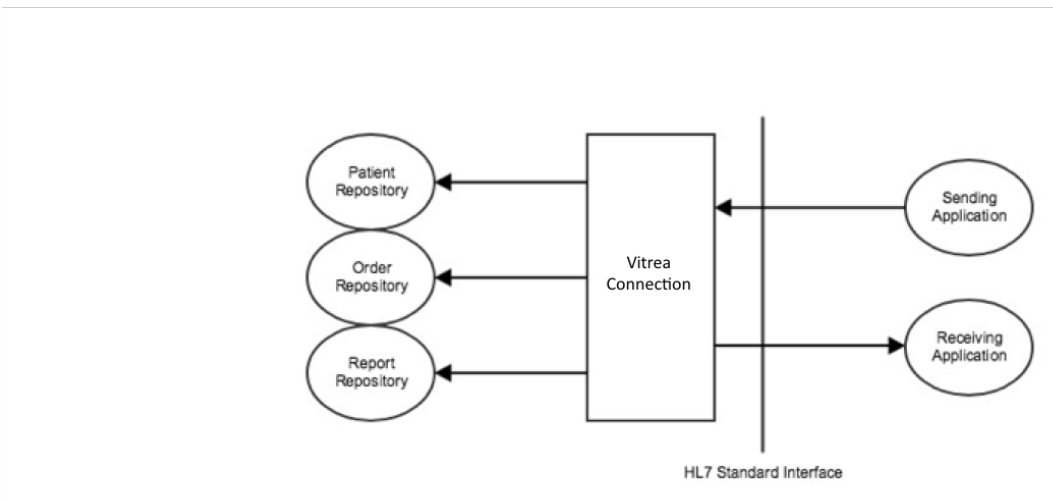 Patient
Repository
Order
Repository
Report
Repository
Vitrea
Connection
Sending
Application
Receiving
Application
HL7 Standard Interface